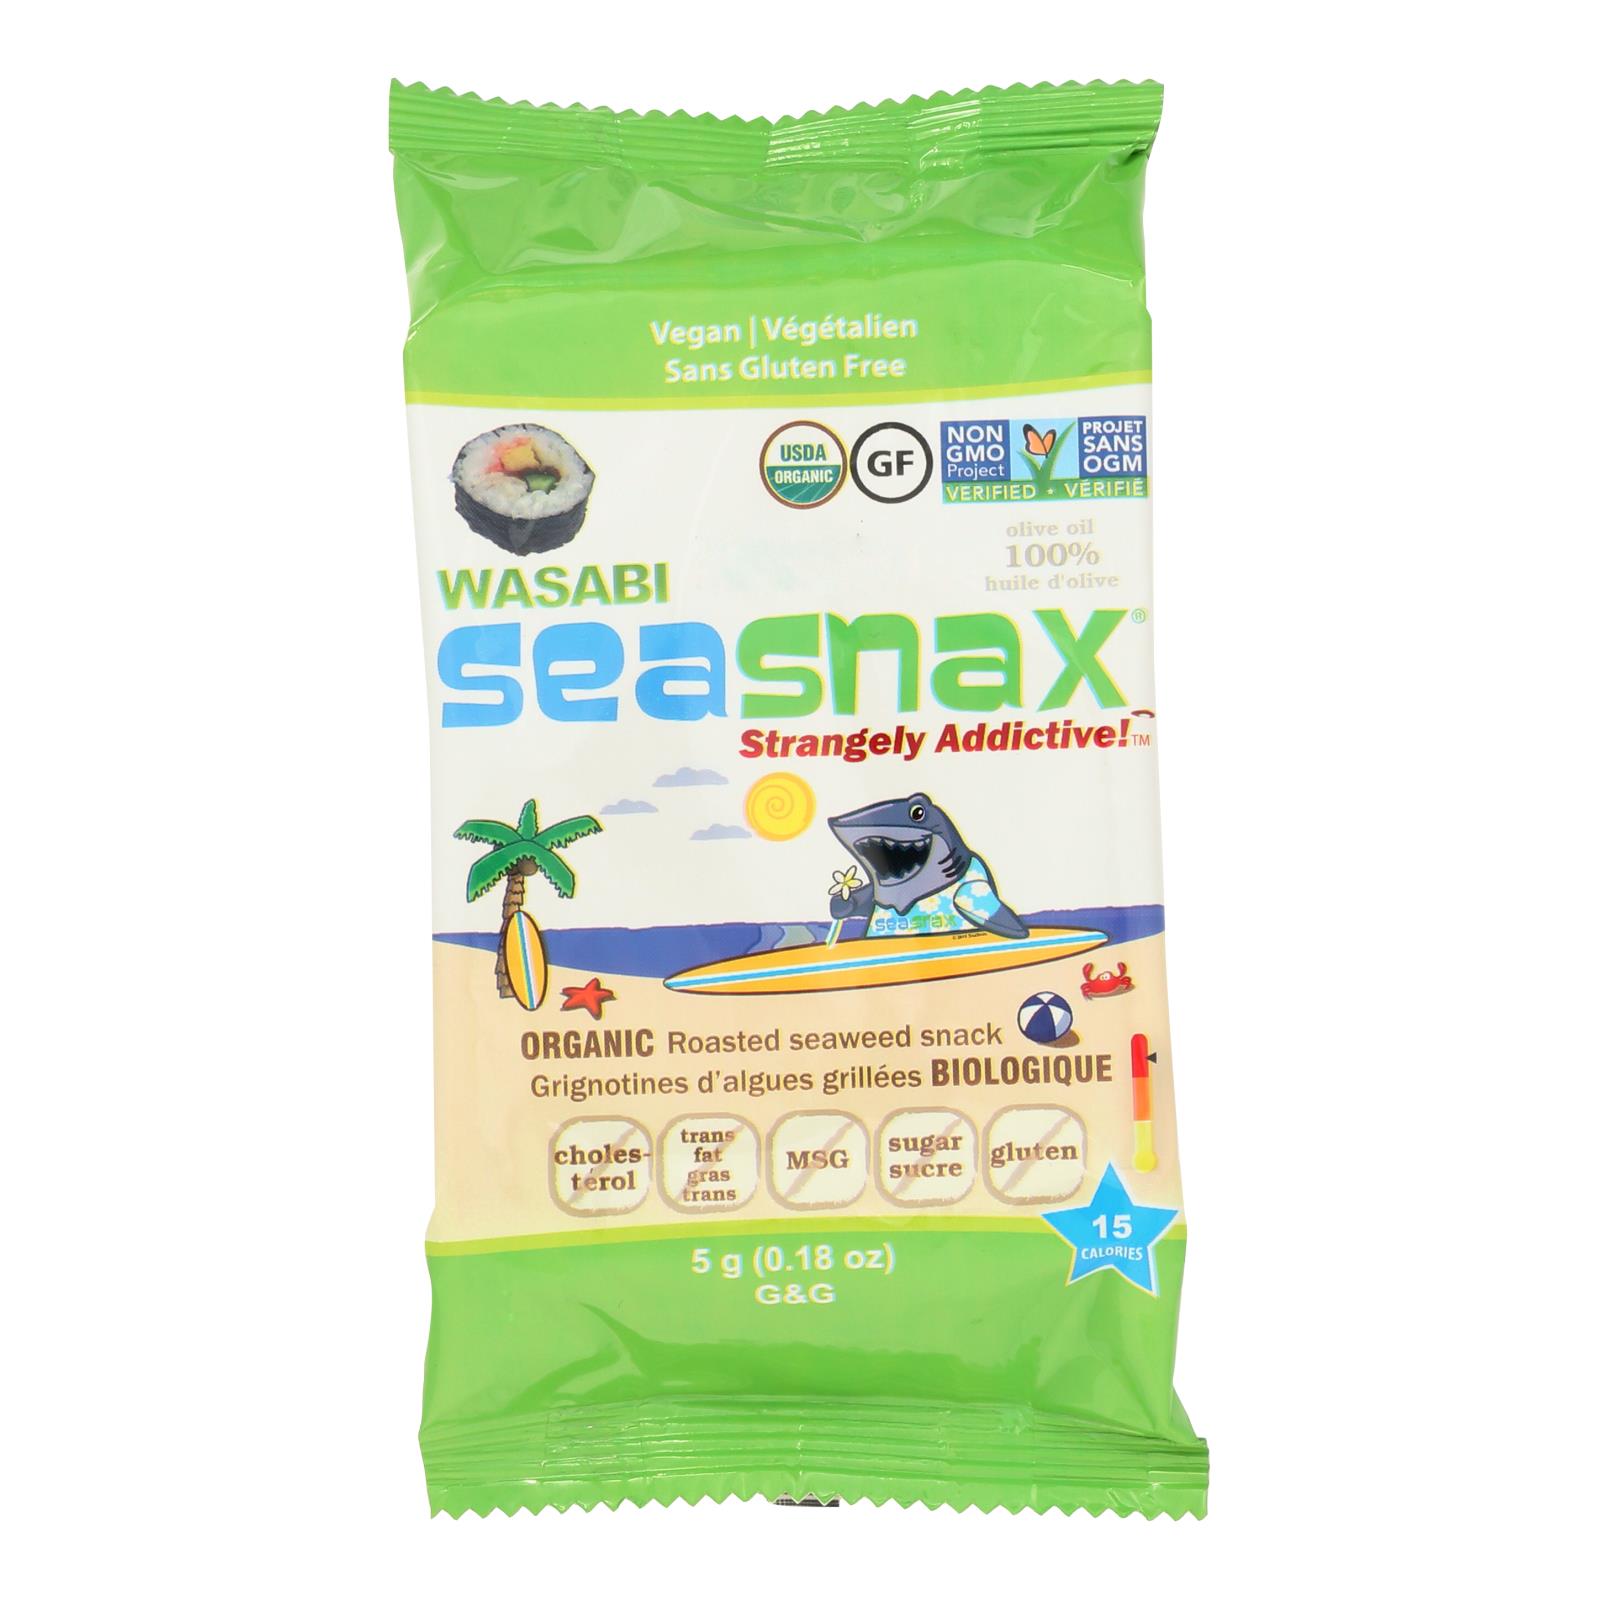 Vegan | Végétalien
Sans Gluten Free
USDA
ORGANIC
GF
NON
GMO
Project
PROJET
SANS
OGM
VERIFIED • VÉRIFIÉ
olive oil
100%
huile d'olive
WASABI
seasnax®
Strangely Addictive!™
seasnax
ORGANIC Roasted seaweed snack
Grignotines d'algues grillées BIOLOGIQUE
choles-
térol
trans
fat
gras
trans
MSG
sugar
sucre
gluten
15
CALORIES
5 g (0.18 oz)
G&G